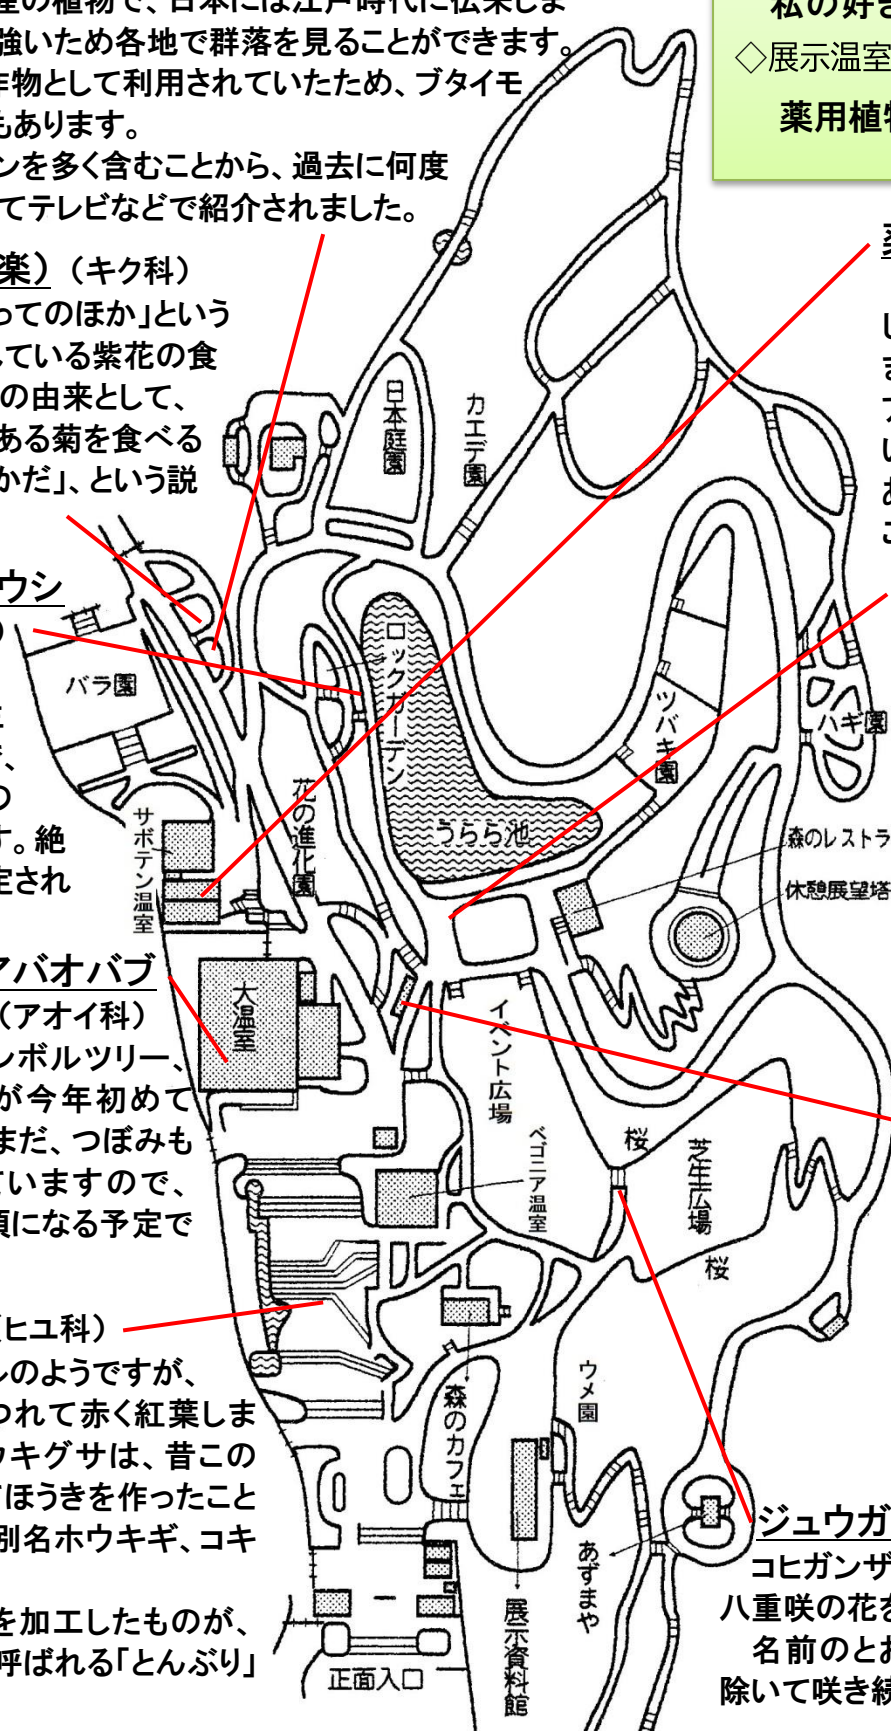 産の植物で、日本には江戸時代に伝来しま
強いため各地で群落を見ることができます。
作物として利用されていたため、ブタイモ
もあります。
ンを多く含むことから、過去に何度
てテレビなどで紹介されました。
楽）（キク科）
ってのほか」という
している紫花の食
の由来として、
ある菊を食べる
かだ」、という説
ウシ
）
、
の
す。絶
定され
アバオバブ
（アオイ科）
ンボルツリー、
が今年初めて
まだ、つぼみも
ていますので、
頃になる予定で
（ヒユ科）
ルのようですが、
つれて赤く紅葉しま
ウキグサは、昔この
てほうきを作ったこと
別名ホウキギ、コキ
を加工したものが、
呼ばれる「とんぶり」
私の好き
◇展示温室
薬用植物
し
ま
い
あ
こ
日本庭園
カエデ園
ロックガーデン
バラ園
ツバキ園
ハギ園
花の進化園
うらら池
サボテン温室
森のレストラ
休憩展望塔
大温室
イベント広場
ベゴニア温室
桜
芝生広場
桜
ウメ園
森のカフェ
あずまや
展示資料館
正面入口
ジュウガ
コヒガンザ
八重咲の花を
名前のとお
除いて咲き続